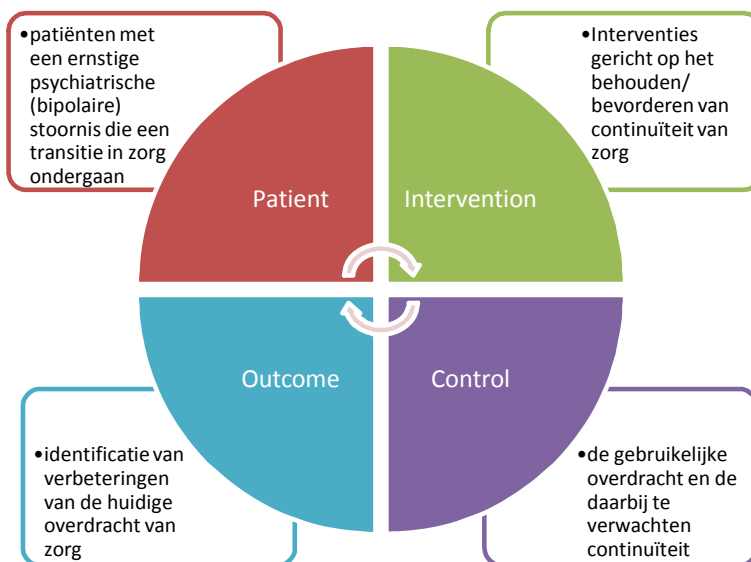 •patiënten met
een ernstige
psychiatrische
(bipolaire)
stoornis die een
transitie in zorg
ondergaan
Patient
•Interventies
gericht op het
behouden/
bevorderen van
continuïteit van
zorg
Intervention
Outcome
•identificatie van
verbeteringen
van de huidige
overdracht van
zorg
Control
•de gebruikelijke
overdracht en de
daarbij te
verwachten
continuïteit